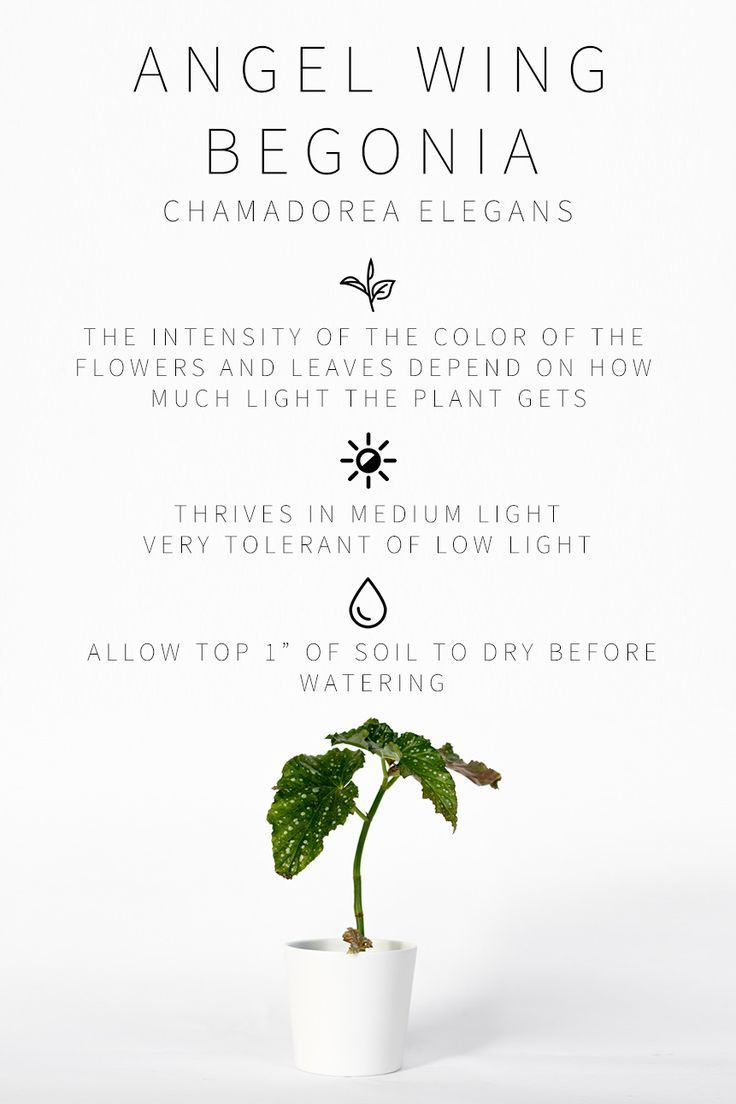 ANGEL WING
BEGONIA
CHAMADOREA ELEGANS
THE INTENSITY OF THE COLOR OF THE
FLOWERS AND LEAVES DEPEND ON HOW
MUCH LIGHT THE PLANT GETS
THRIVES IN MEDIUM LIGHT
VERY TOLERANT OF LOW LIGHT
ALLOW TOP 1” OF SOIL TO DRY BEFORE
WATERING